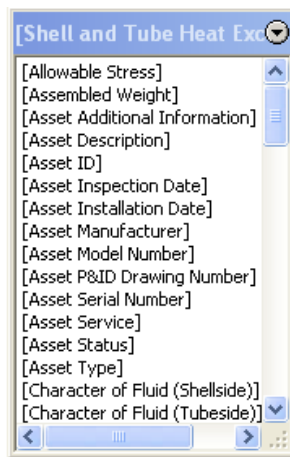 [Shell and Tube Heat Exc
[Allowable Stress]
[Assembled Weight]
[Asset Additional Information]
[Asset Description]
[Asset ID]
[Asset Inspection Date]
[Asset Installation Date]
[Asset Manufacturer]
[Asset Model Number]
[Asset P&ID Drawing Number]
[Asset Serial Number]
[Asset Service]
[Asset Status]
[Asset Type]
[Character of Fluid (Shellside)]
[Character of Fluid (Tubeside)]